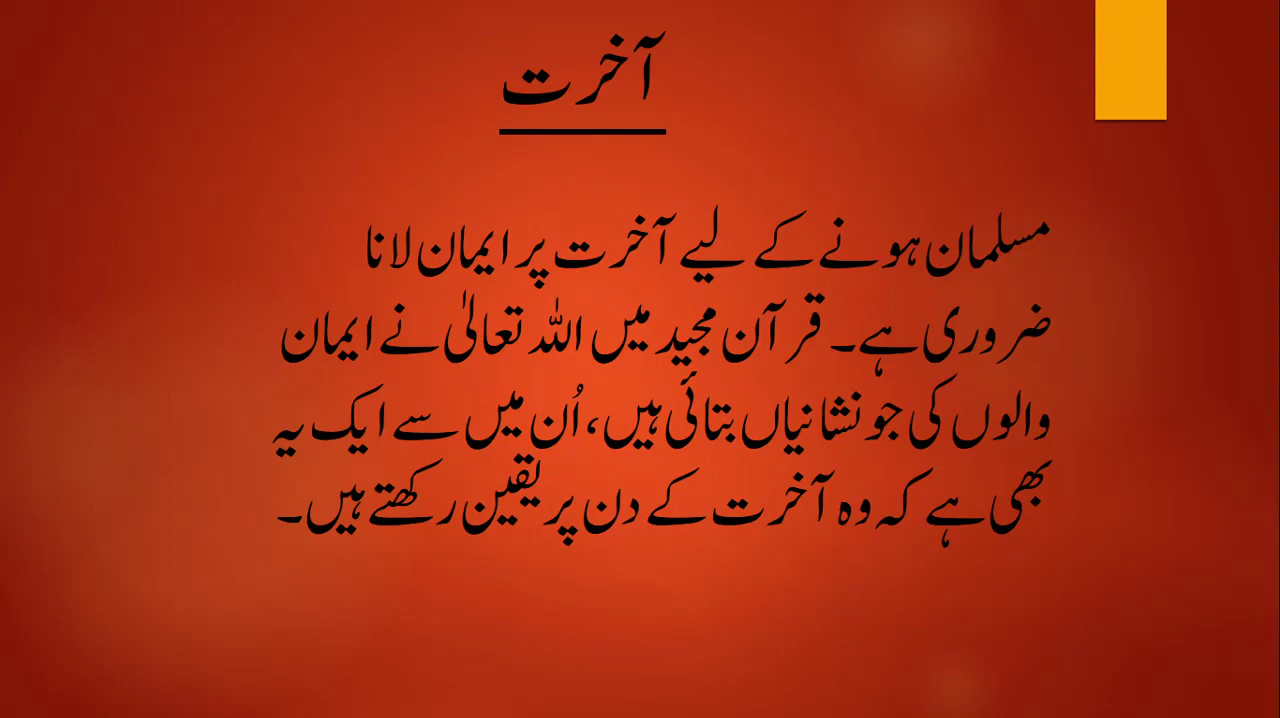 آخرت
مسلمان ہونے کے لیے آخرت پر ایمان لانا
ضروری ہے۔ قرآن مجید میں اللہ تعالیٰ نے ایمان
والوں کی جو نشانیاں بتائی ہیں، اُن میں سے ایک یہ
بھی ہے کہ وہ آخرت کے دن پر یقین رکھتے ہیں۔